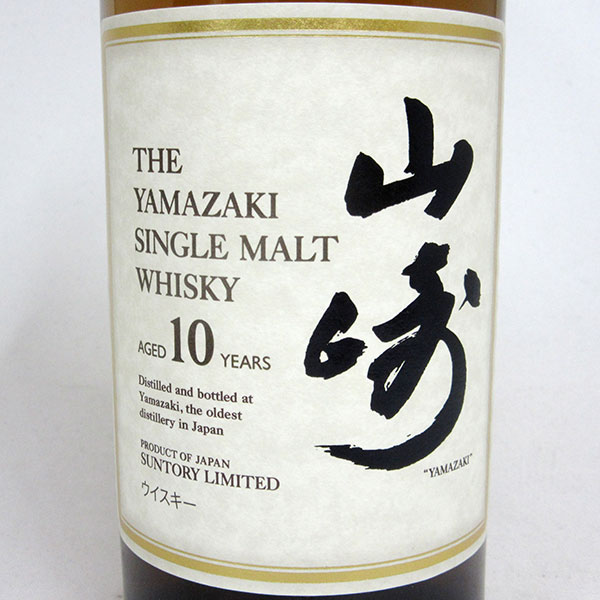 THE
YAMAZAKI
SINGLE MALT
WHISKY
AGED 10 YEARS
Distilled and bottled at
Yamazaki, the oldest
distillery in Japan
PRODUCT OF JAPAN
SUNTORY LIMITED
ウイスキー
山崎
"YAMAZAKI"